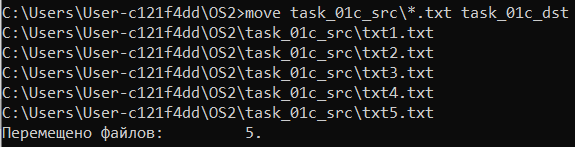 C:\Users\User-c121f4dd\OS2>move task_01c_src\*.txt task_01c_dst
C:\Users\User-c121f4dd\OS2\task_01c_src\txt1.txt
C:\Users\User-c121f4dd\OS2\task_01c_src\txt2.txt
C:\Users\User-c121f4dd\OS2\task_01c_src\txt3.txt
C:\Users\User-c121f4dd\OS2\task_01c_src\txt4.txt
C:\Users\User-c121f4dd\OS2\task_01c_src\txt5.txt
Перемещено файлов:         5.